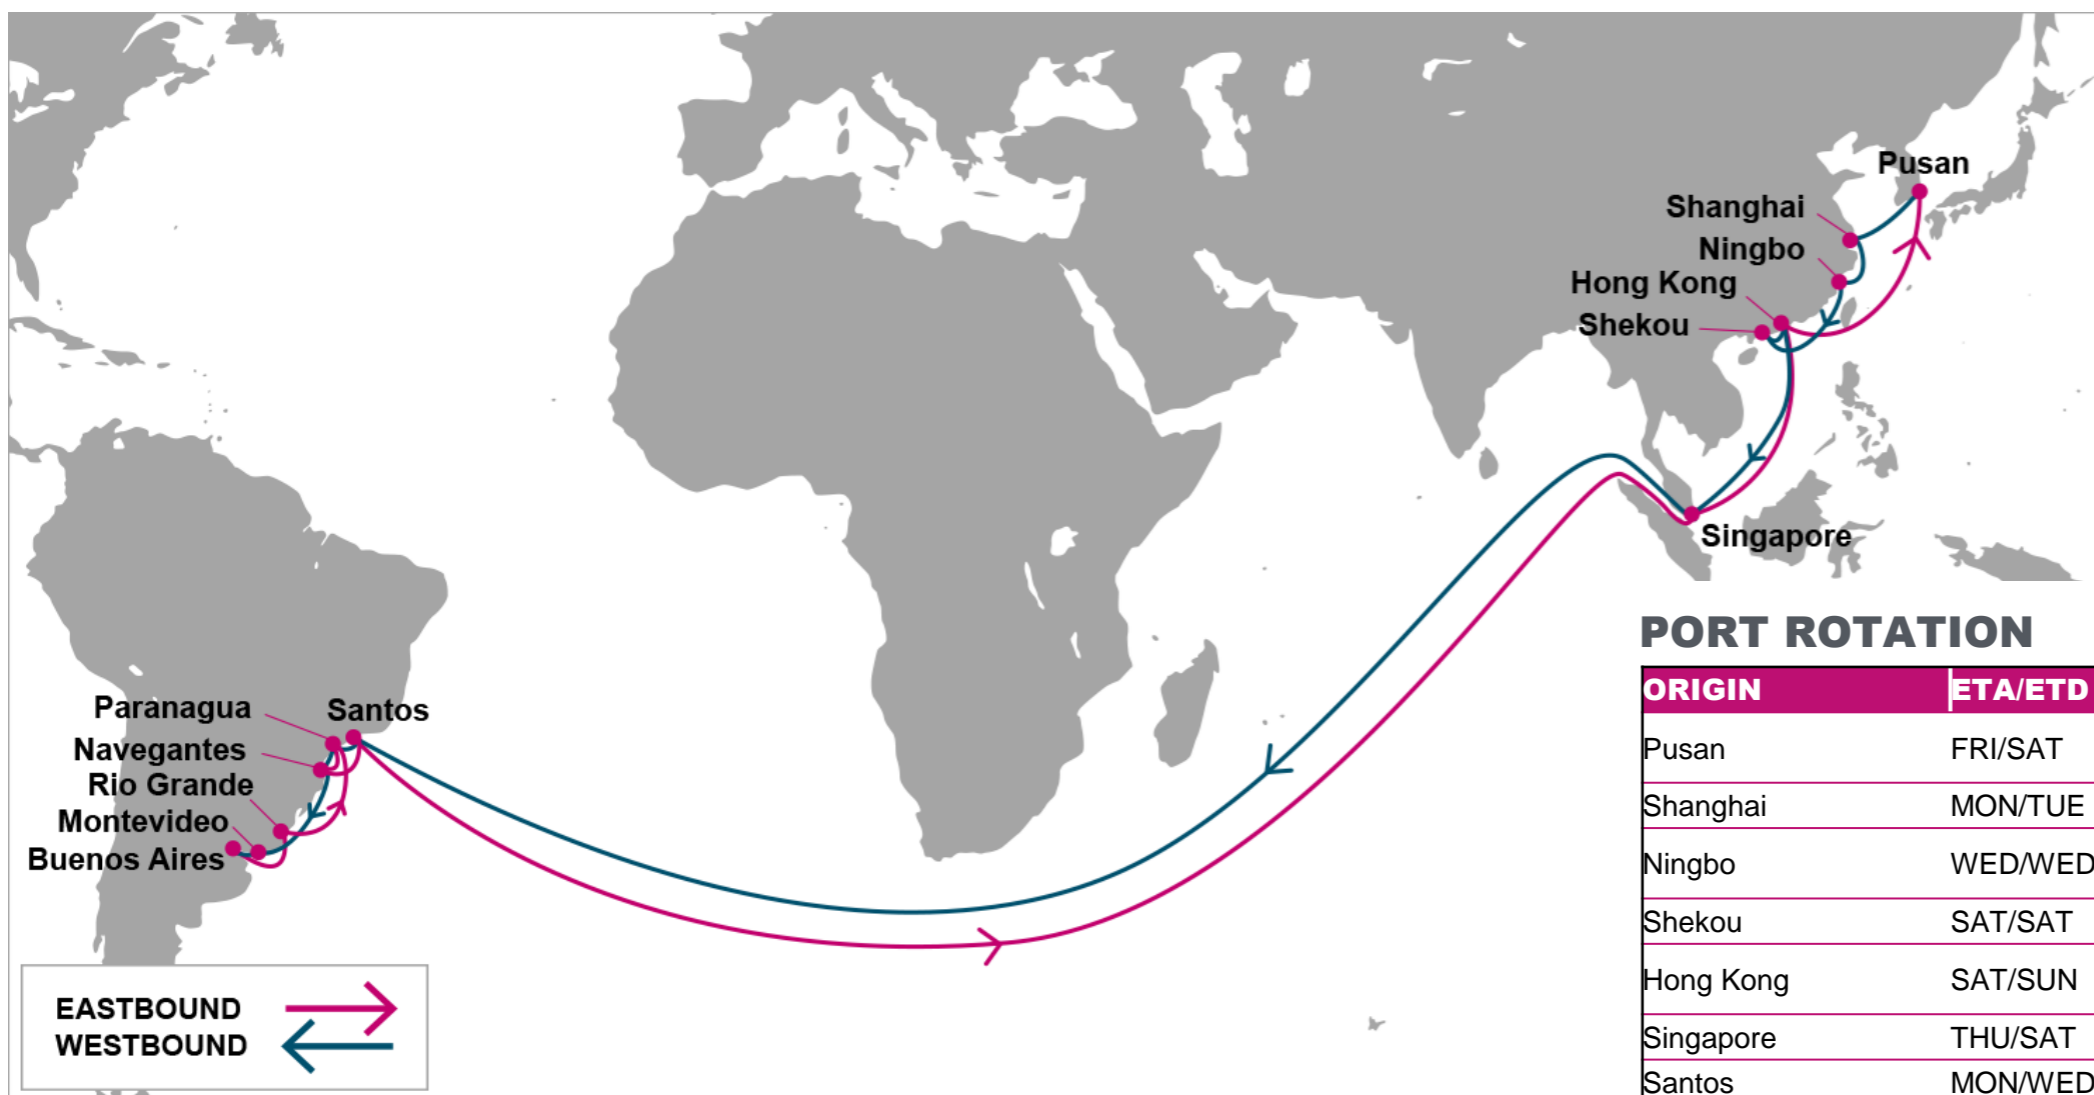 Pusan
Shanghai
Ningbo
Hong Kong
Shekou
Singapore
Paranagua
Santos
Navegantes
Rio Grande
Montevideo
Buenos Aires
EASTBOUND
WESTBOUND
PORT ROTATION
ORIGIN ETA/ETD
Pusan FRI/SAT
Shanghai MON/TUE
Ningbo WED/WED
Shekou SAT/SAT
Hong Kong SAT/SUN
Singapore THU/SAT
Santos MON/WED